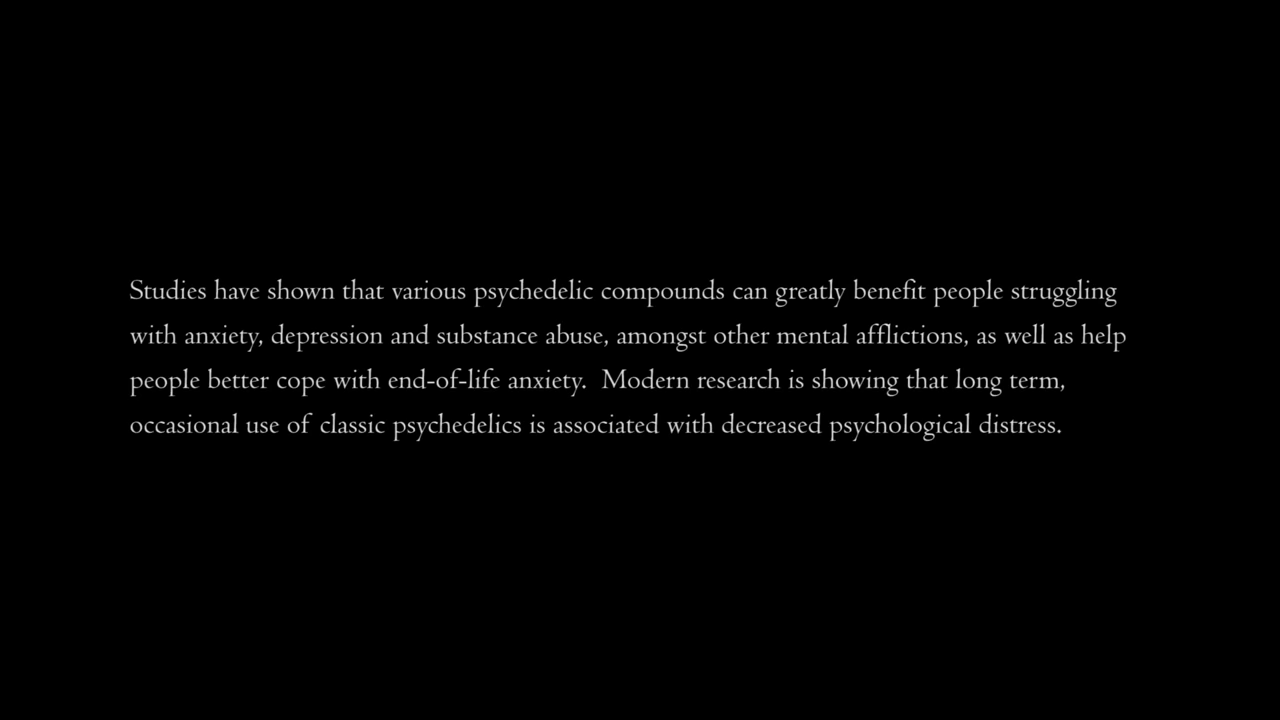 Studies have shown that various psychedelic compounds can greatly benefit people struggling
with anxiety, depression and substance abuse, amongst other mental afflictions, as well as help
people better cope with end-of-life anxiety.  Modern research is showing that long term,
occasional use of classic psychedelics is associated with decreased psychological distress.